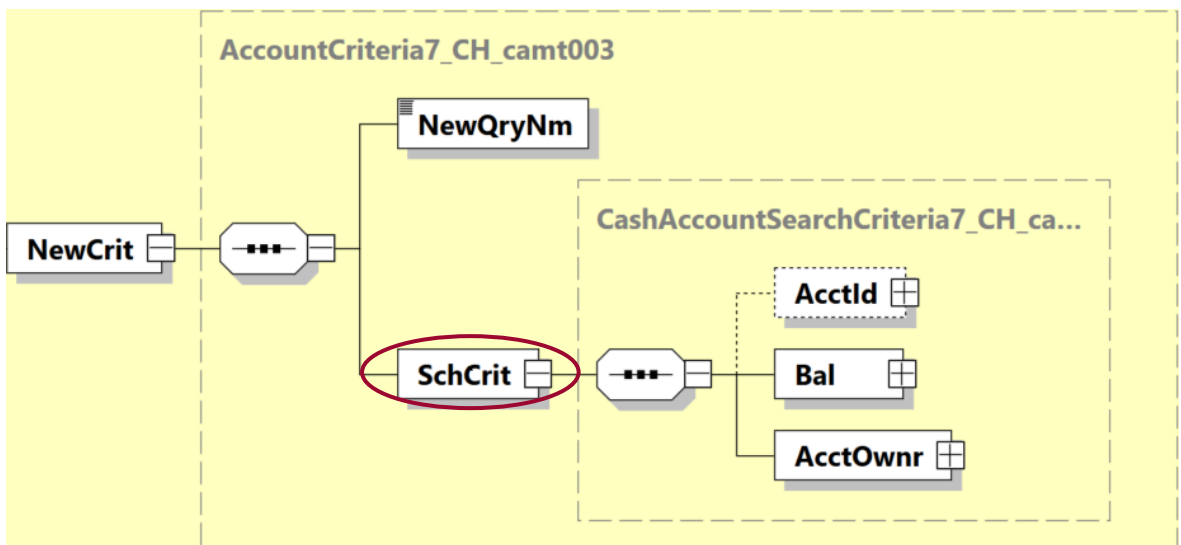 AccountCriteria7_CH_camt003
NewQryNm
CashAccountSearchCriteria7_CH_ca...
NewCrit
AcctId
SchCrit
Bal
AcctOwnr